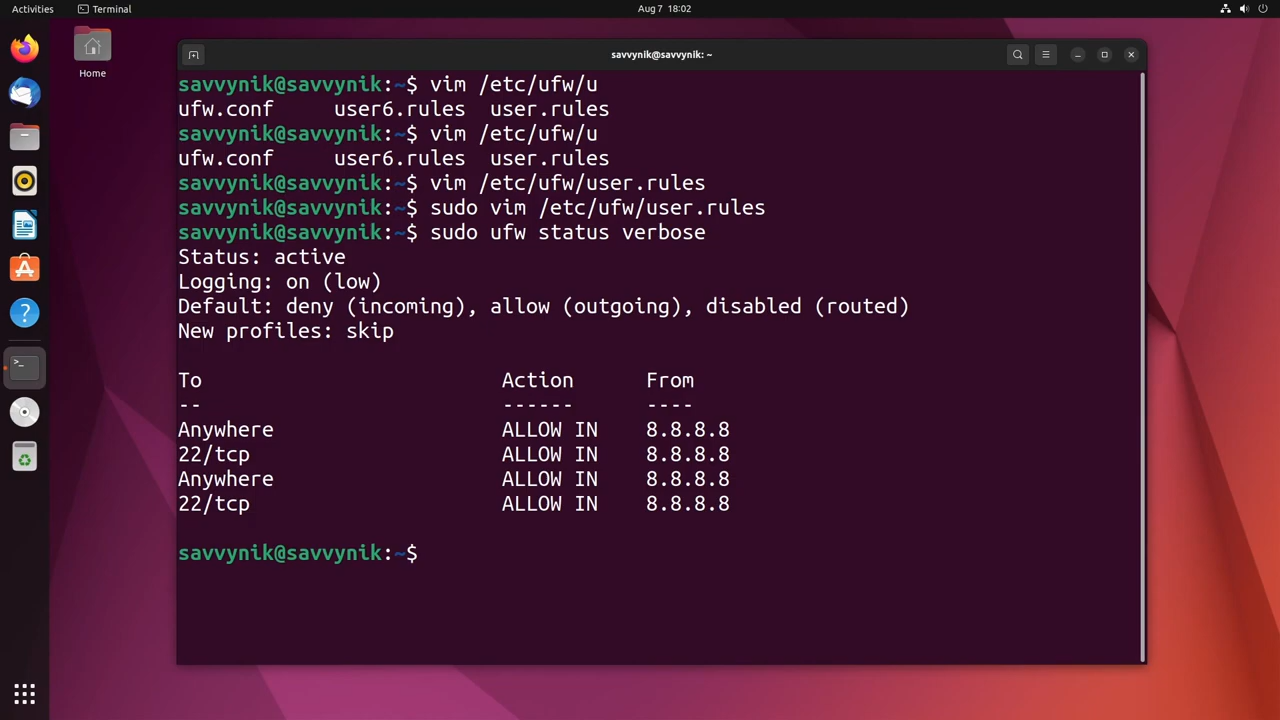 Activities Terminal Aug 7 18:02
Home
savvynik@savvynik: ~
savvynik@savvynik:~$ vim /etc/ufw/u
ufw.conf user6.rules user.rules
savvynik@savvynik:~$ vim /etc/ufw/u
ufw.conf user6.rules user.rules
savvynik@savvynik:~$ vim /etc/ufw/user.rules
savvynik@savvynik:~$ sudo vim /etc/ufw/user.rules
savvynik@savvynik:~$ sudo ufw status verbose
Status: active
Logging: on (low)
Default: deny (incoming), allow (outgoing), disabled (routed)
New profiles: skip
To Action From
-- ------ ----
Anywhere ALLOW IN 8.8.8.8
22/tcp ALLOW IN 8.8.8.8
Anywhere ALLOW IN 8.8.8.8
22/tcp ALLOW IN 8.8.8.8
savvynik@savvynik:~$